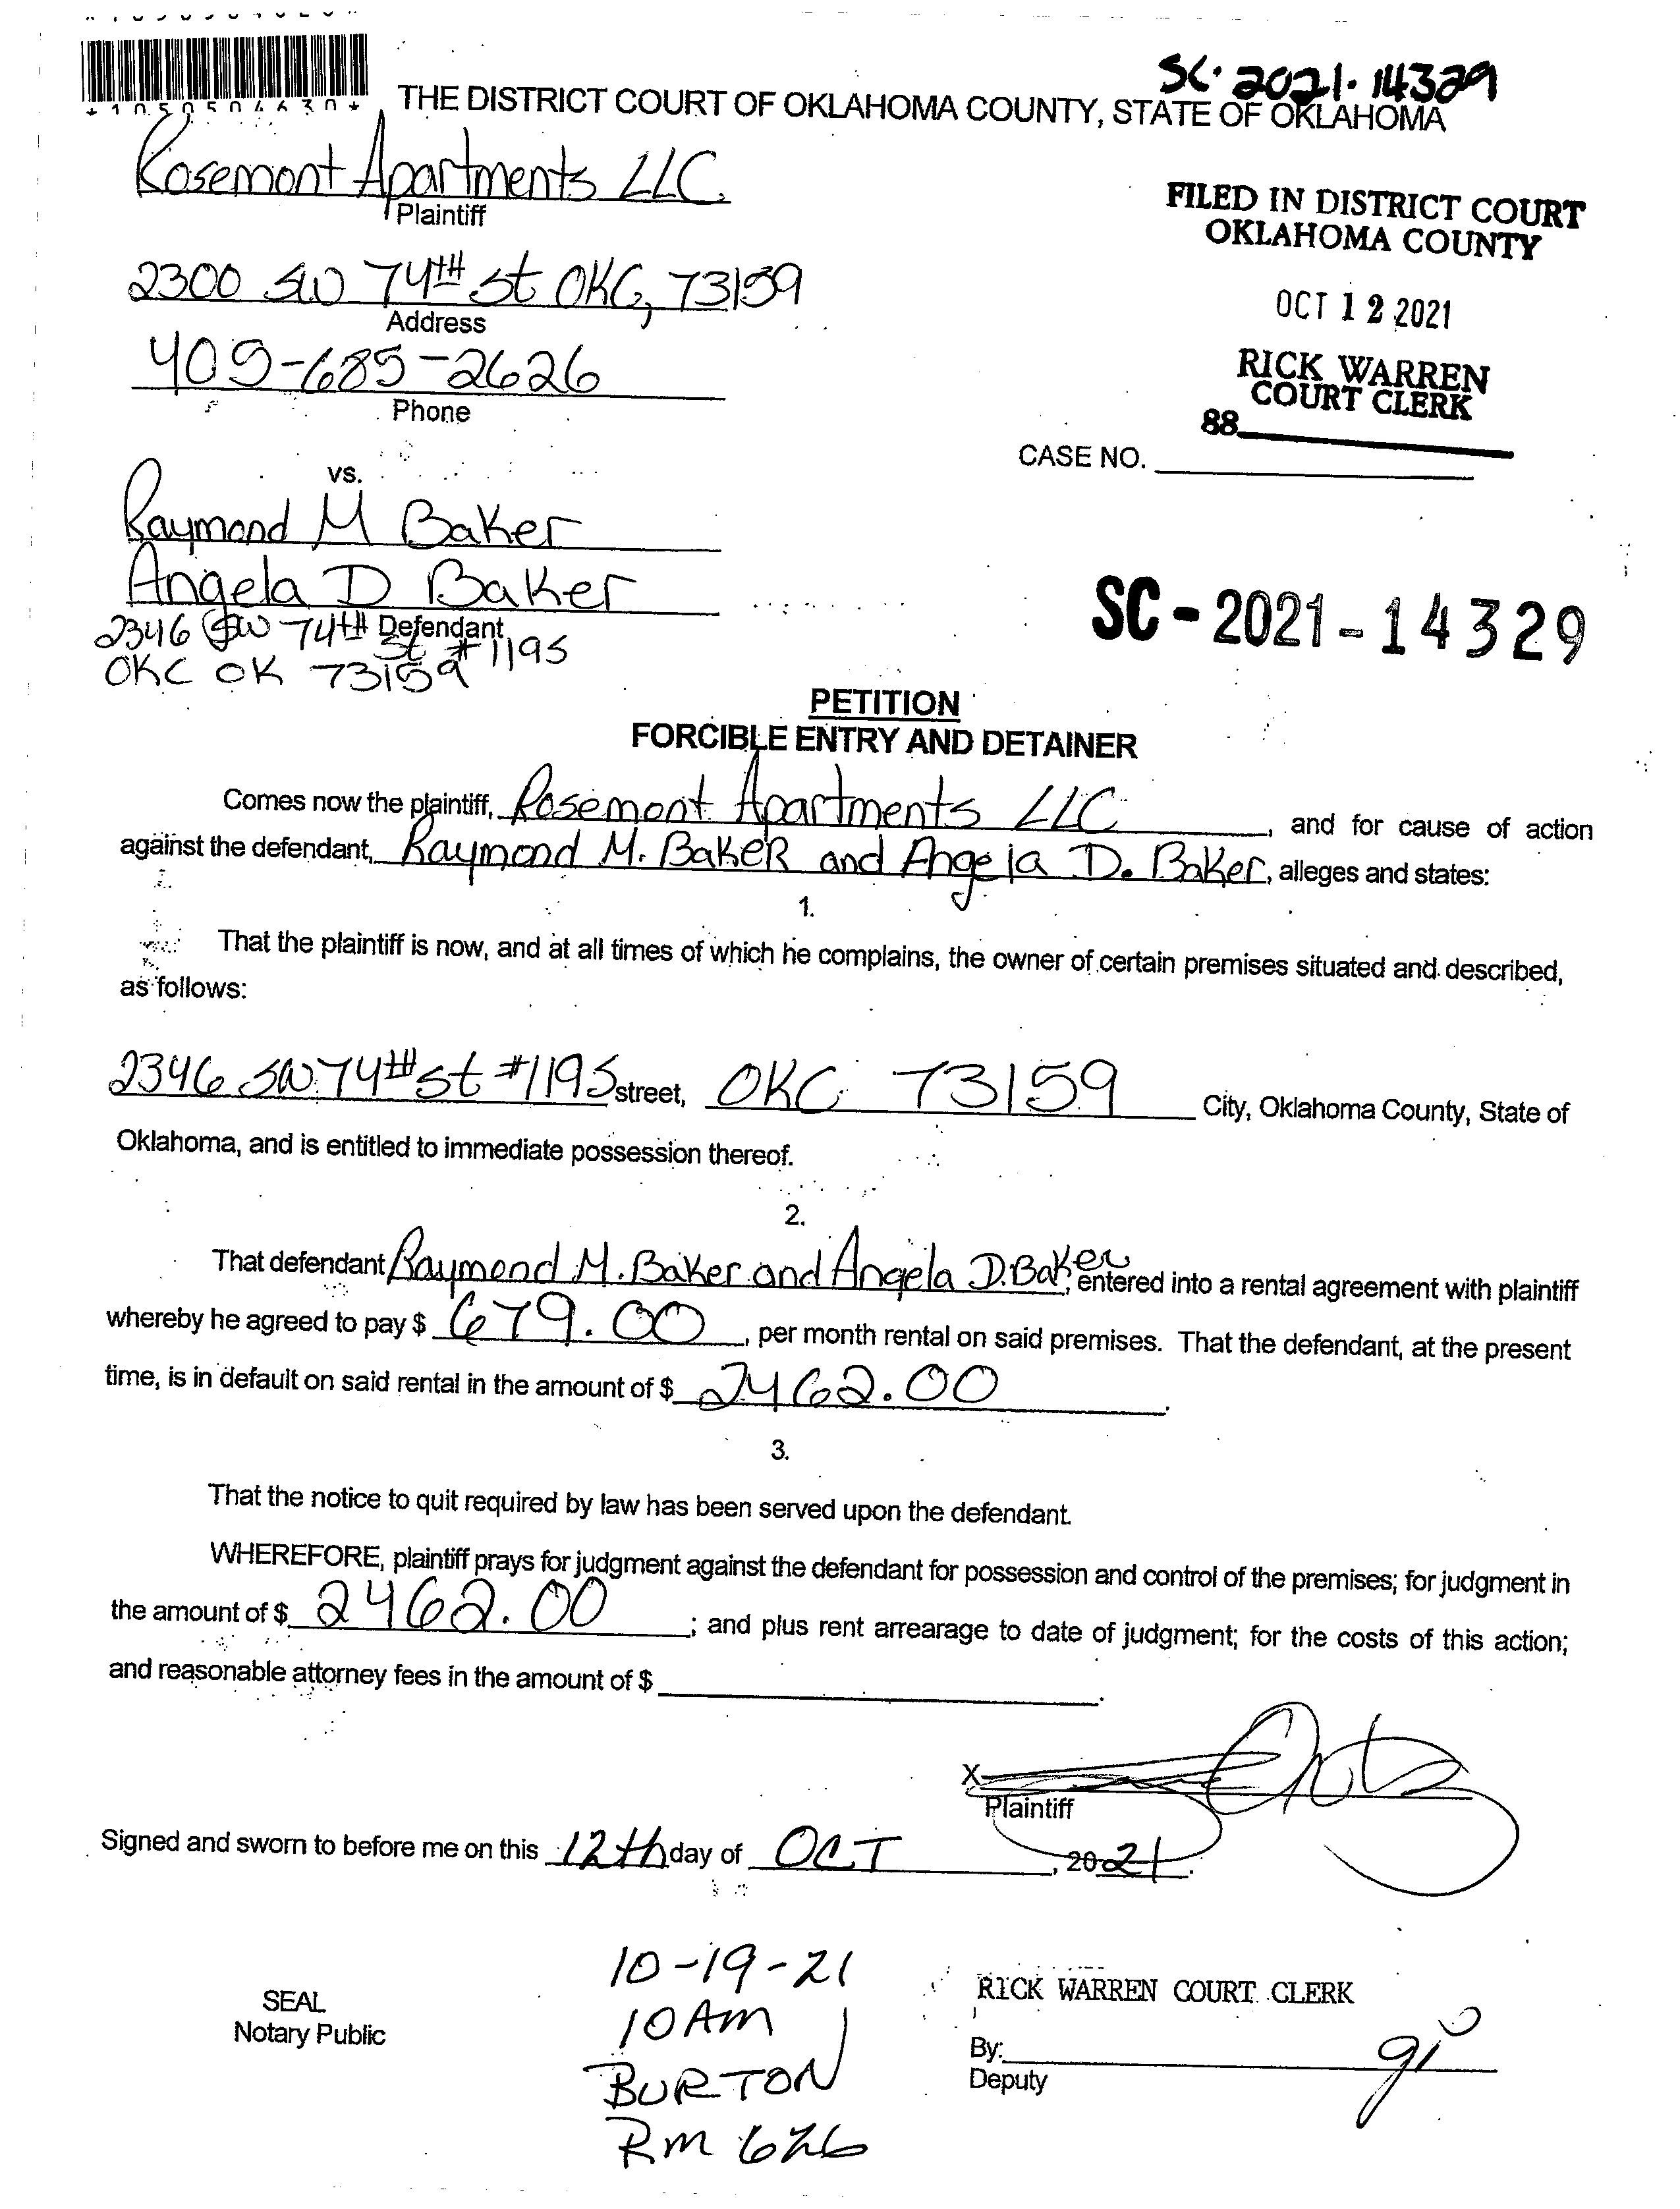 SC-2021-14329
*1050504630*
THE DISTRICT COURT OF OKLAHOMA COUNTY, STATE OF OKLAHOMA
Rosemont Apartments LLC.
Plaintiff
FILED IN DISTRICT COURT
OKLAHOMA COUNTY
2300 SW 74TH St OKC, 73159
Address
OCT 12 2021
409-685-2626
Phone
RICK WARREN
COURT CLERK
88
CASE NO.
vs.
Raymond M Baker
Angela D Baker
Defendant
2346 SW 74TH St #1195
OKC OK 73159
SC-2021-14329
PETITION
FORCIBLE ENTRY AND DETAINER
Comes now the plaintiff, Rosemont Apartments LLC, and for cause of action
against the defendant, Raymond M. BakeR and Angela D. Baker, alleges and states:
1.
That the plaintiff is now, and at all times of which he complains, the owner of certain premises situated and described,
as follows:
2346 SW 74TH St #1195 street, OKC 73159 City, Oklahoma County, State of
Oklahoma, and is entitled to immediate possession thereof.
2.
That defendant Raymond M. Baker and Angela D. Baker, entered into a rental agreement with plaintiff
whereby he agreed to pay $ 679.00, per month rental on said premises. That the defendant, at the present
time, is in default on said rental in the amount of $ 2462.00.
3.
That the notice to quit required by law has been served upon the defendant.
WHEREFORE, plaintiff prays for judgment against the defendant for possession and control of the premises; for judgment in
the amount of $ 2462.00; and plus rent arrearage to date of judgment; for the costs of this action;
and reasonable attorney fees in the amount of $
X
Plaintiff
Signed and sworn to before me on this 12th day of OCT, 2021.
10-19-21
10AM
BURTON
RM 626
SEAL
Notary Public
RICK WARREN COURT CLERK
By:
Deputy